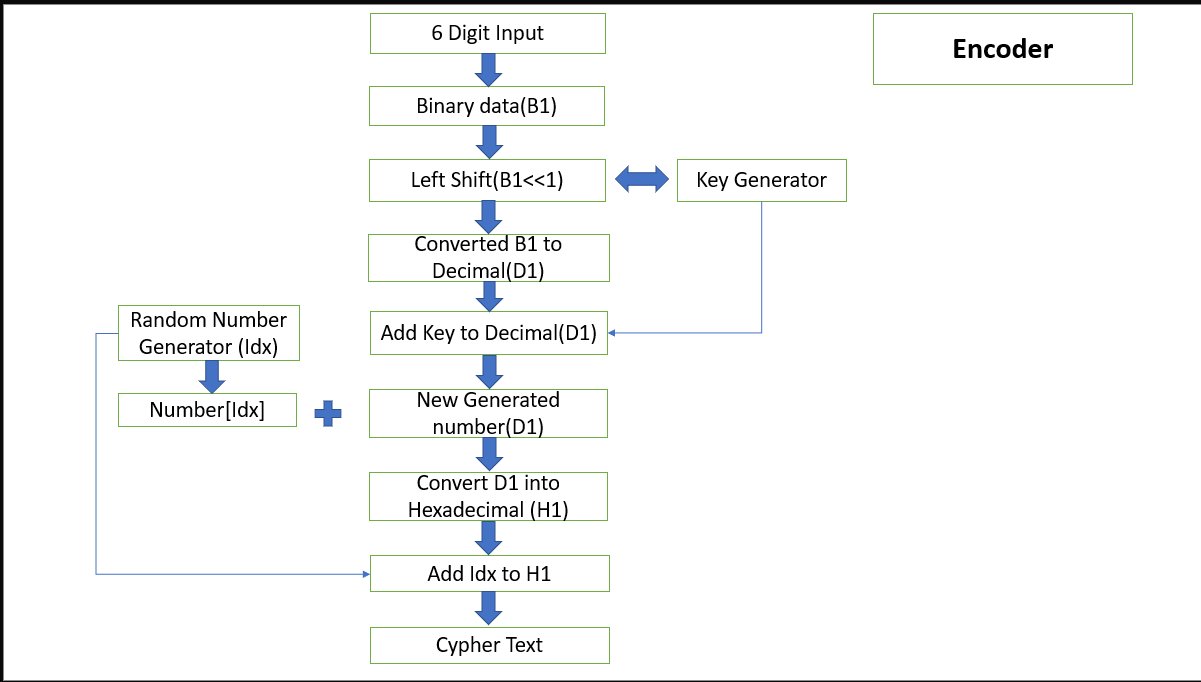 6 Digit Input
Encoder
Binary data(B1)
Left Shift(B1<<1)
Key Generator
Converted B1 to
Decimal(D1)
Random Number
Generator (Idx)
Add Key to Decimal(D1)
Number[Idx]
New Generated
number(D1)
Convert D1 into
Hexadecimal (H1)
Add Idx to H1
Cypher Text